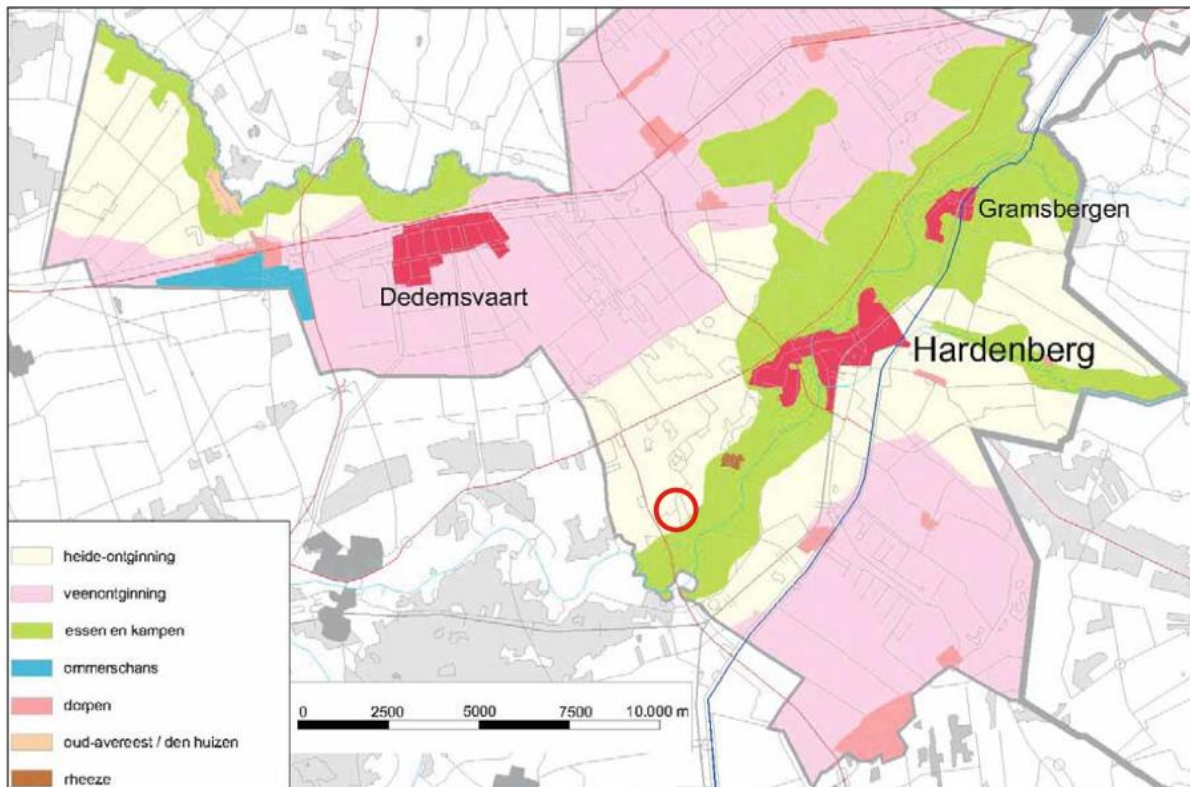 Gramsbergen
Dedemsvaart
Hardenberg
heide-ontginning
veenontginning
essen en kampen
ommerschans
dorpen
oud-avereest / den huizen
rheeze
0 2500 5000 7500 10.000 m